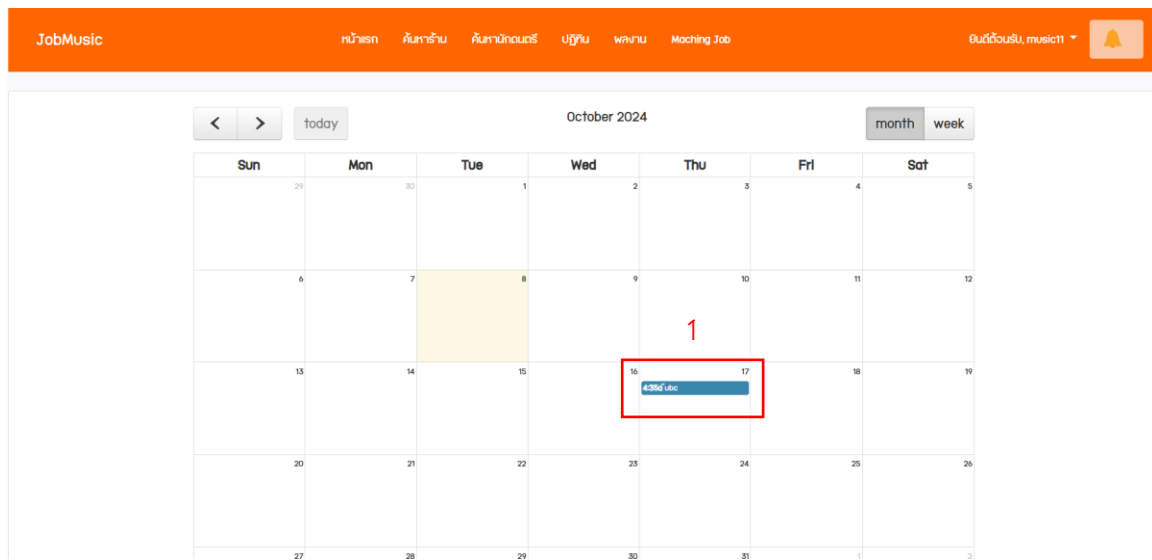 JobMusic หน้าแรก ค้นหาร้าน ค้นหานักดนตรี ปฏิทิน ผลงาน Maching Job ยินดีต้อนรับ, music11
today October 2024 month week
Sun Mon Tue Wed Thu Fri Sat
29 30 1 2 3 4 5
6 7 8 9 10 11 12
1
13 14 15 16 17 18 19
ubc
20 21 22 23 24 25 26
27 28 29 30 31 1 2